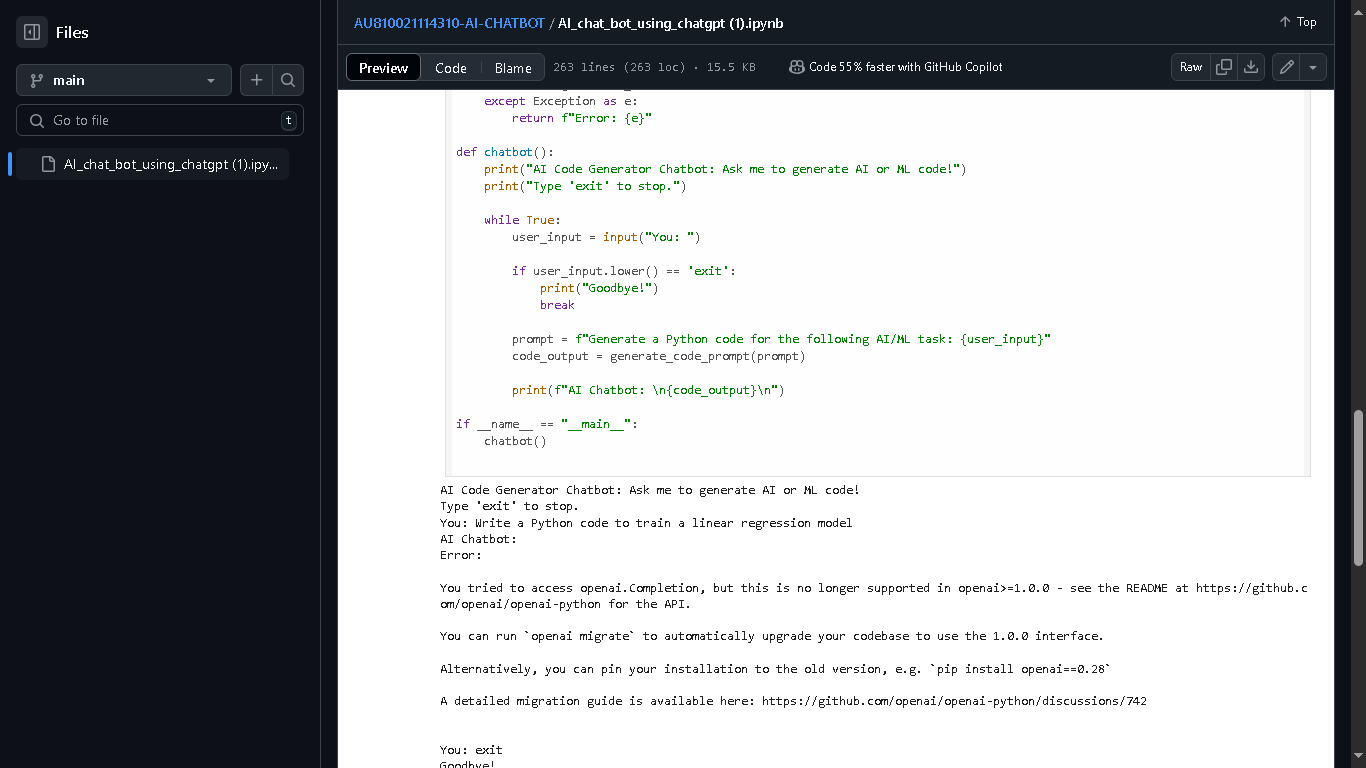 Files
main
Go to file
t
AI_chat_bot_using_chatgpt (1).ipy...
AU810021114310-AI-CHATBOT / AI_chat_bot_using_chatgpt (1).ipynb
Top
Preview Code Blame 263 lines (263 loc) · 15.5 KB Code 55% faster with GitHub Copilot Raw
except Exception as e:
return f"Error: {e}"
def chatbot():
print("AI Code Generator Chatbot: Ask me to generate AI or ML code!")
print("Type 'exit' to stop.")
while True:
user_input = input("You: ")
if user_input.lower() == 'exit':
print("Goodbye!")
break
prompt = f"Generate a Python code for the following AI/ML task: {user_input}"
code_output = generate_code_prompt(prompt)
print(f"AI Chatbot: \n{code_output}\n")
if __name__ == "__main__":
chatbot()
AI Code Generator Chatbot: Ask me to generate AI or ML code!
Type 'exit' to stop.
You: Write a Python code to train a linear regression model
AI Chatbot:
Error:
You tried to access openai.Completion, but this is no longer supported in openai>=1.0.0 - see the README at https://github.c
om/openai/openai-python for the API.
You can run `openai migrate` to automatically upgrade your codebase to use the 1.0.0 interface.
Alternatively, you can pin your installation to the old version, e.g. `pip install openai==0.28`
A detailed migration guide is available here: https://github.com/openai/openai-python/discussions/742
You: exit
Goodbye!